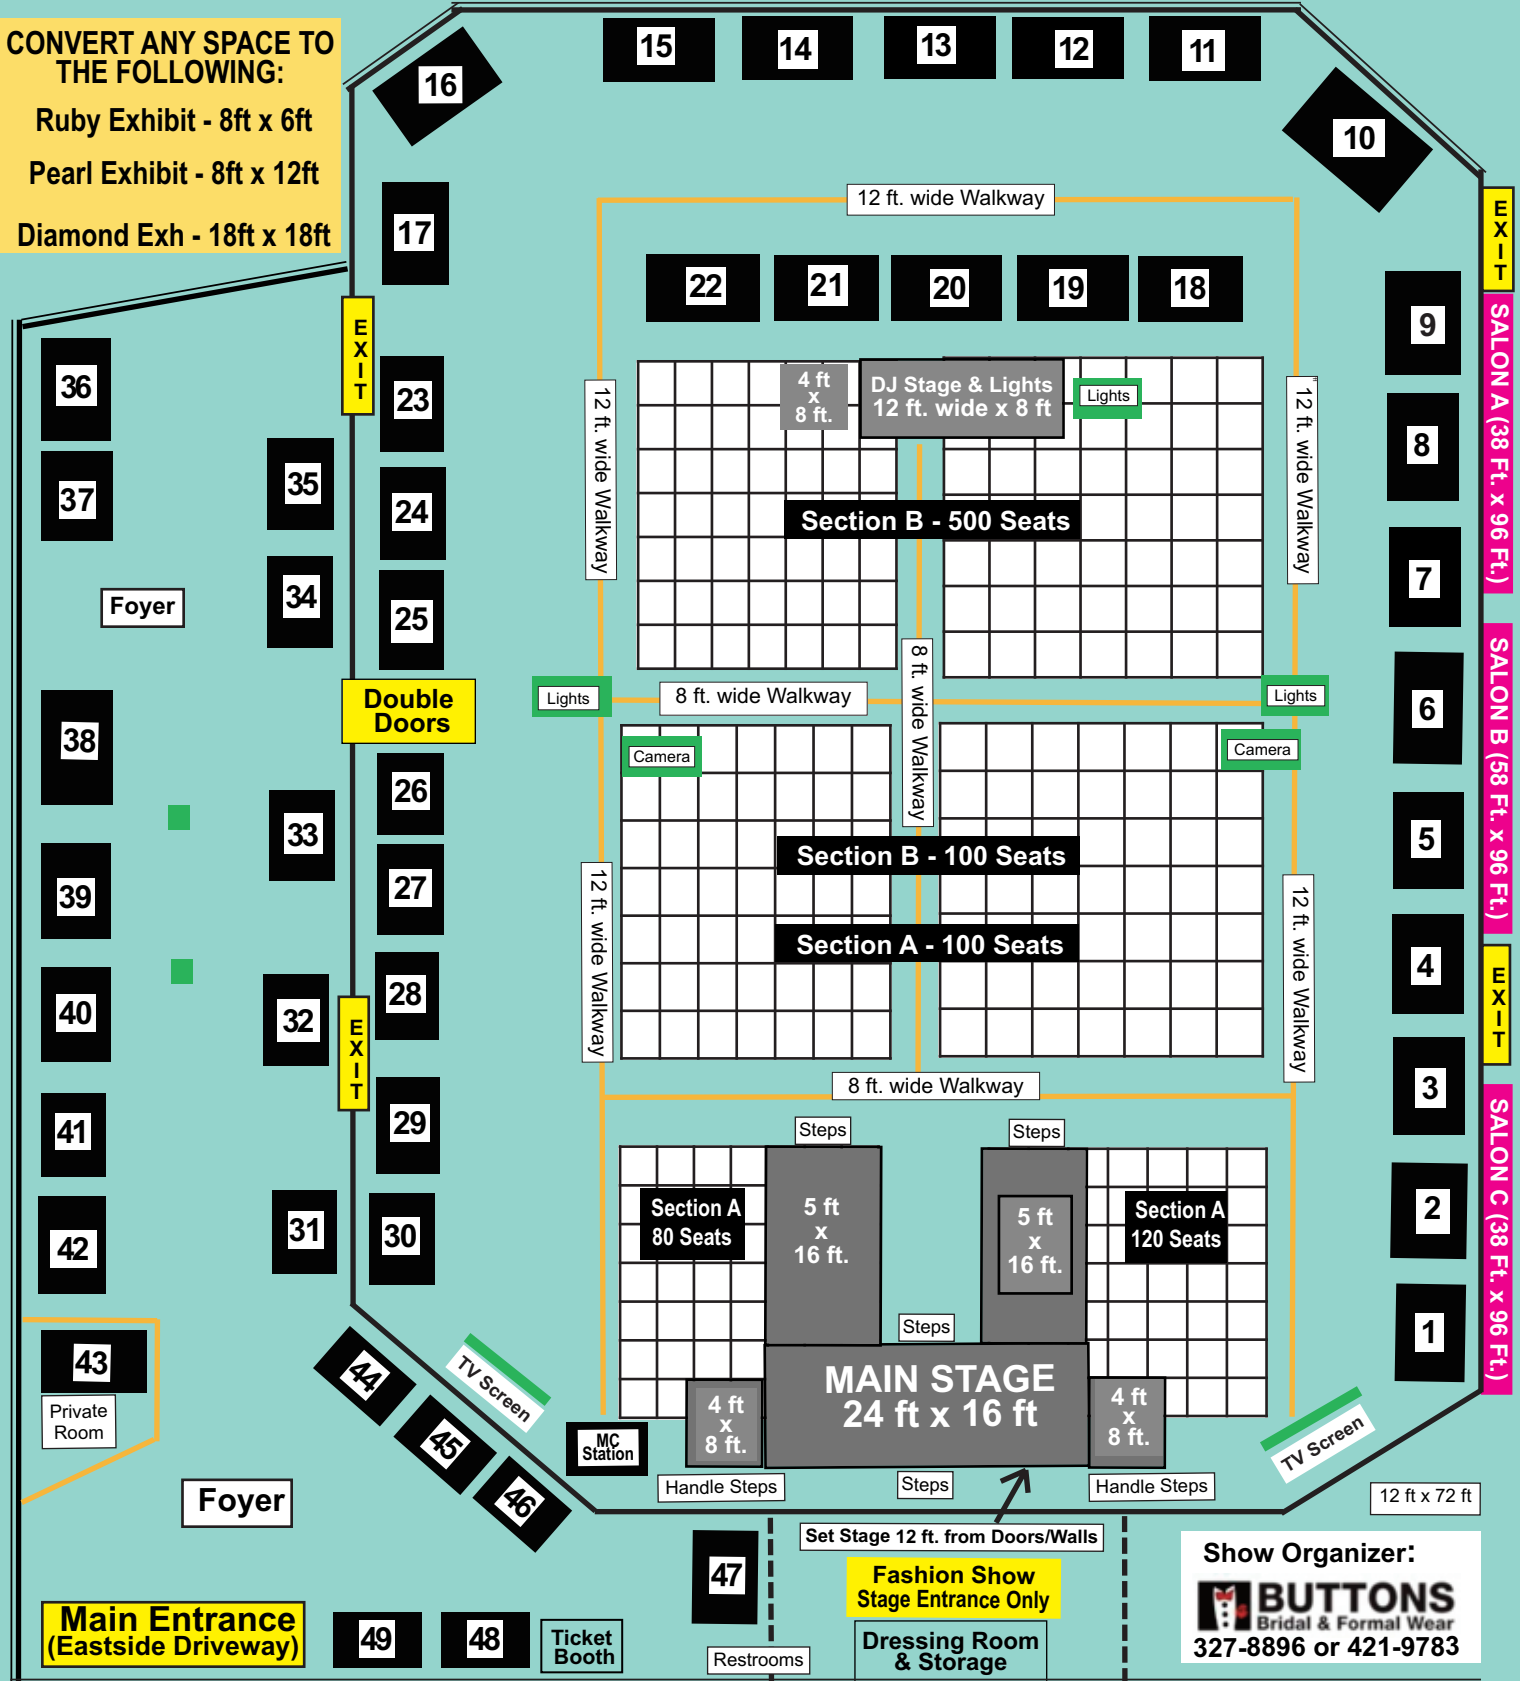 CONVERT ANY SPACE TO
THE FOLLOWING:
Ruby Exhibit - 8ft x 6ft
Pearl Exhibit - 8ft x 12ft
Diamond Exh - 18ft x 18ft
16
15
14
13
12
11
10
17
12 ft. wide Walkway
EXIT
22
21
20
19
18
9
EXIT
36
23
12 ft. wide Walkway
4 ft
x
8 ft.
DJ Stage & Lights
12 ft. wide x 8 ft
Lights
12 ft. wide Walkway
8
SALON A (38 Ft. x 96 Ft.)
37
35
24
Section B - 500 Seats
7
Foyer
34
25
Double
Doors
Lights
8 ft. wide Walkway
8 ft. wide Walkway
Lights
6
SALON B (58 Ft. x 96 Ft.)
38
Camera
Camera
26
33
5
Section B - 100 Seats
39
27
12 ft. wide Walkway
12 ft. wide Walkway
Section A - 100 Seats
4
EXIT
40
32
EXIT
28
8 ft. wide Walkway
3
41
29
Steps
Steps
42
31
30
Section A
80 Seats
5 ft
x
16 ft.
5 ft
x
16 ft.
Section A
120 Seats
2
SALON C (38 Ft. x 96 Ft.)
1
43
Private
Room
44
TV Screen
Steps
MAIN STAGE
24 ft x 16 ft
4 ft
x
8 ft.
4 ft
x
8 ft.
45
MC
Station
TV Screen
46
Handle Steps
Steps
Handle Steps
12 ft x 72 ft
Foyer
Set Stage 12 ft. from Doors/Walls
47
Fashion Show
Stage Entrance Only
Show Organizer:
BUTTONS
Bridal & Formal Wear
327-8896 or 421-9783
Main Entrance
(Eastside Driveway)
49
48
Ticket
Booth
Restrooms
Dressing Room
& Storage